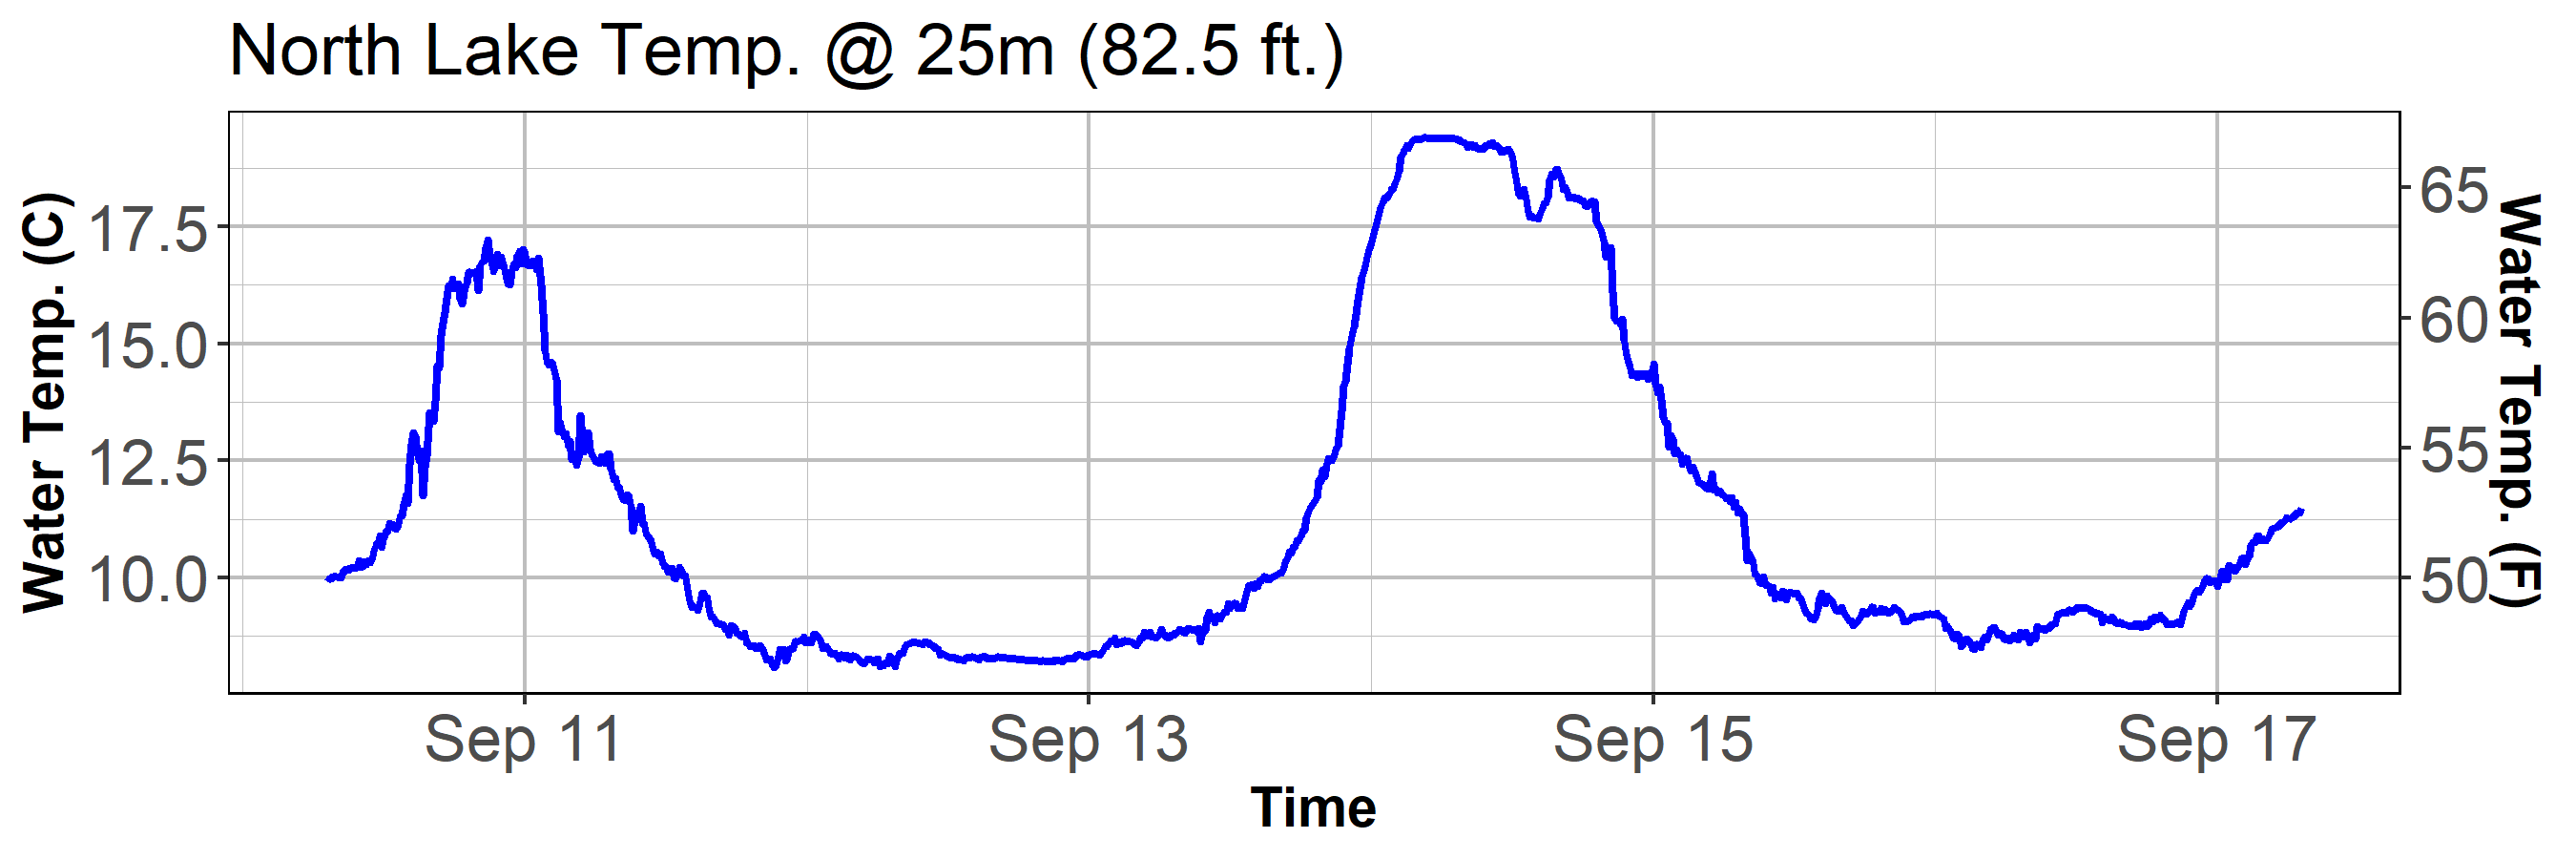 North Lake Temp. @ 25m (82.5 ft.)
Water Temp. (C)
17.5
15.0
12.5
10.0
65
60
55
50
Water Temp. (F)
Sep 11
Sep 13
Sep 15
Sep 17
Time